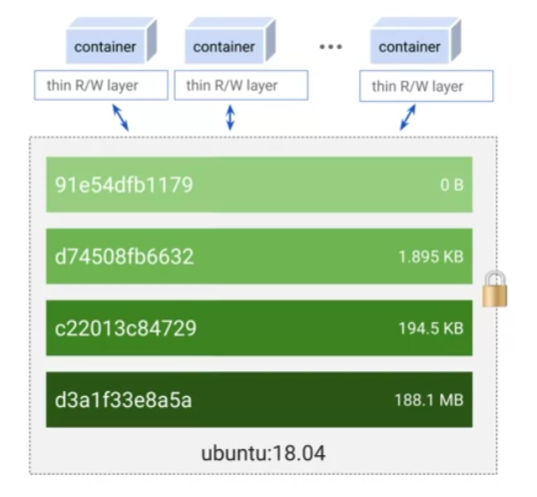 container container ... container
thin R/W layer thin R/W layer thin R/W layer
91e54dfb1179 0 B
d74508fb6632 1.895 KB
c22013c84729 194.5 KB
d3a1f33e8a5a 188.1 MB
ubuntu:18.04